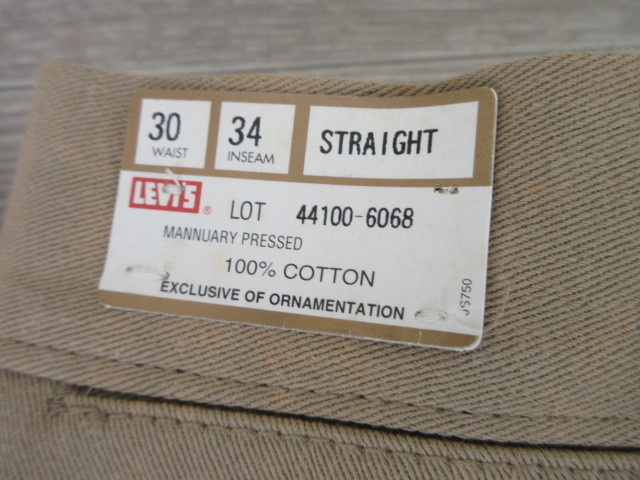 30 34 STRAIGHT
WAIST INSEAM
LEVI'S ® LOT 44100-6068
MANNUARY PRESSED
100% COTTON
EXCLUSIVE OF ORNAMENTATION
JS750